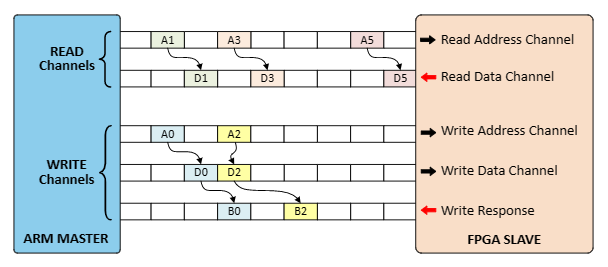 READ
Channels
A1 A3 A5
Read Address Channel
D1 D3 D5
Read Data Channel
WRITE
Channels
A0 A2
Write Address Channel
D0 D2
Write Data Channel
B0 B2
Write Response
ARM MASTER
FPGA SLAVE